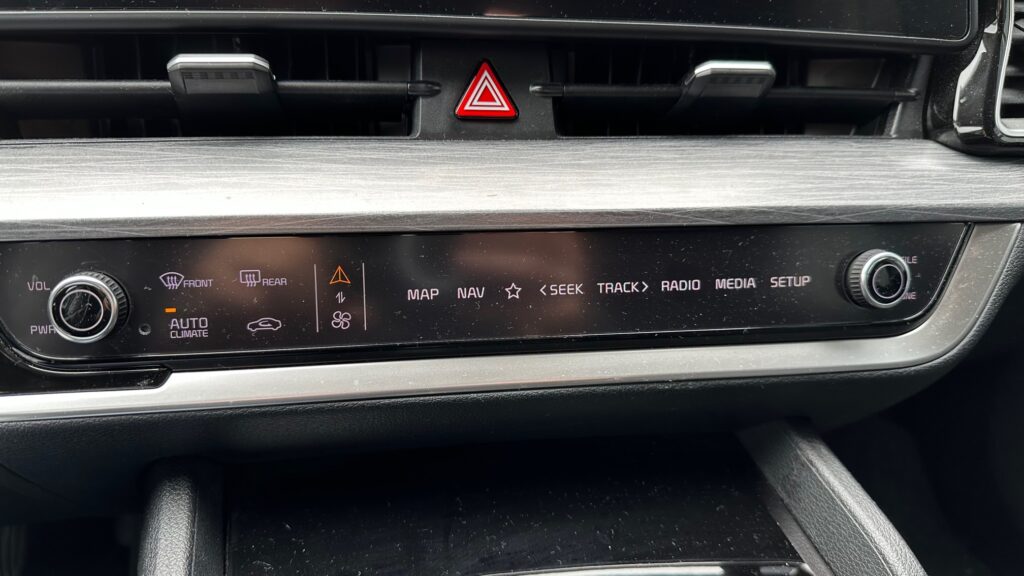 VOL
PWR
FRONT
REAR
AUTO
CLIMATE
MAP
NAV
<SEEK
TRACK>
RADIO
MEDIA
SETUP